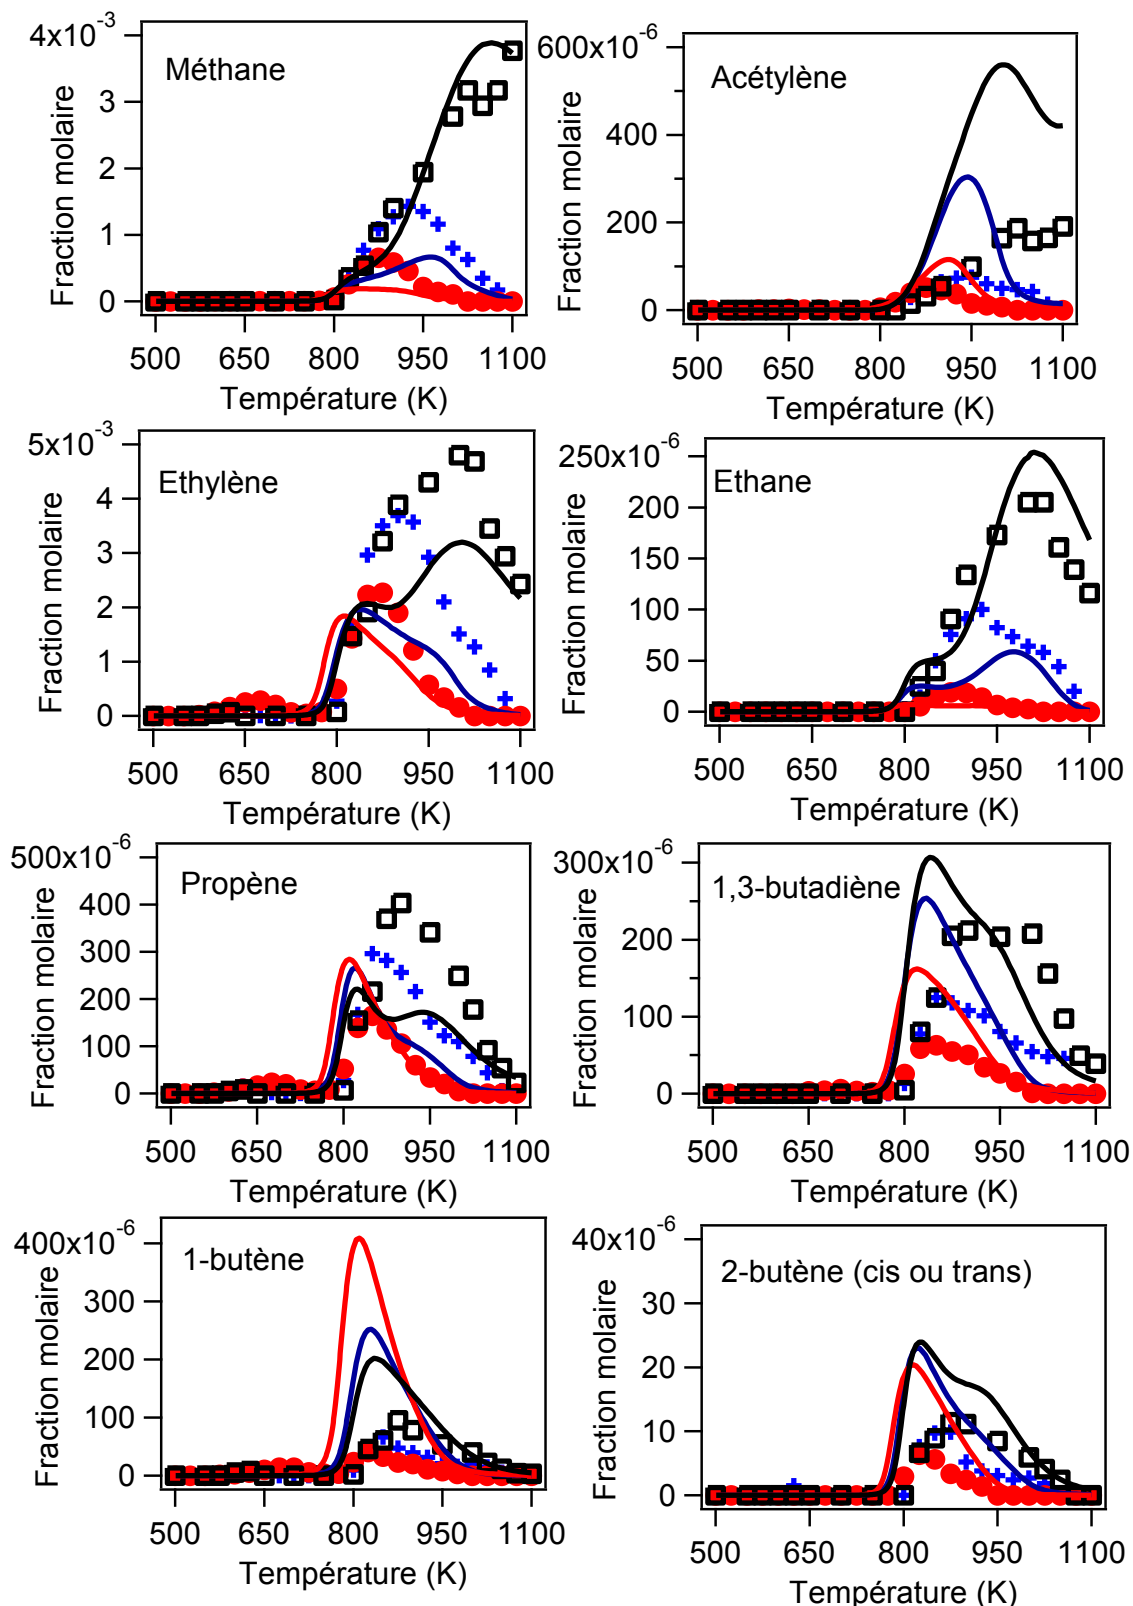 4x10-3
3
2
1
0
Fraction molaire
Méthane
500 650 800 950 1100
Température (K)
600x10-6
400
200
0
Fraction molaire
Acétylène
500 650 800 950 1100
Température (K)
5x10-3
4
3
2
1
0
Fraction molaire
Ethylène
500 650 800 950 1100
Température (K)
250x10-6
200
150
100
50
0
Fraction molaire
Ethane
500 650 800 950 1100
Température (K)
500x10-6
400
300
200
100
0
Fraction molaire
Propène
500 650 800 950 1100
Température (K)
300x10-6
200
100
0
Fraction molaire
1,3-butadiène
500 650 800 950 1100
Température (K)
400x10-6
300
200
100
0
Fraction molaire
1-butène
500 650 800 950 1100
Température (K)
40x10-6
30
20
10
0
Fraction molaire
2-butène (cis ou trans)
500 650 800 950 1100
Température (K)